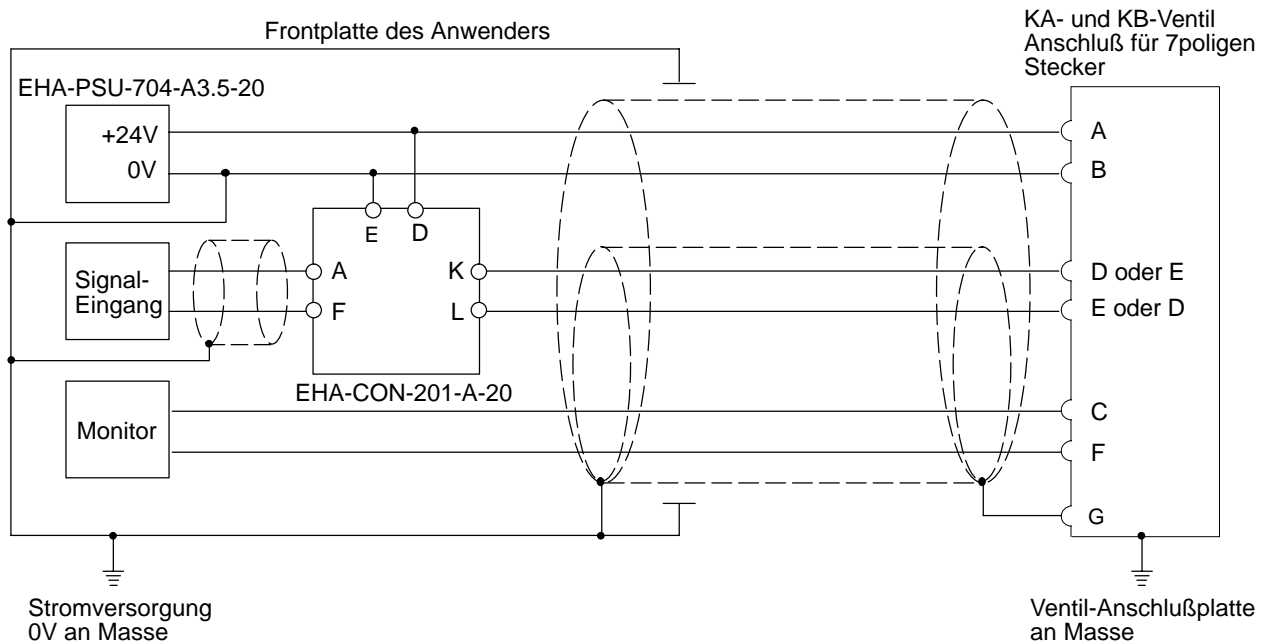 Frontplatte des Anwenders
KA- und KB-Ventil
Anschluß für 7poligen
Stecker
EHA-PSU-704-A3.5-20
+24V
0V
A
B
E
D
Signal-
Eingang
A
F
K
L
D oder E
E oder D
EHA-CON-201-A-20
Monitor
C
F
G
Stromversorgung
0V an Masse
Ventil-Anschlußplatte
an Masse